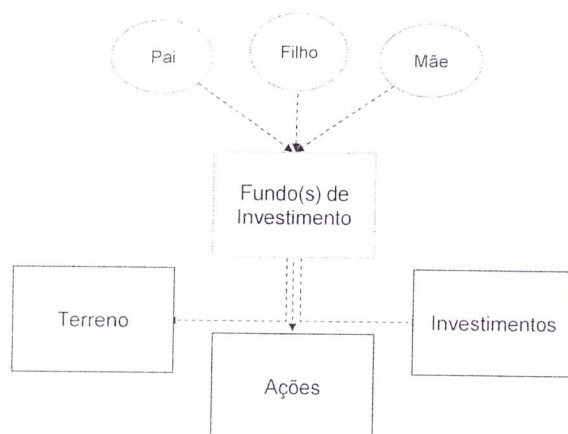 Pai
Filho
Mãe
Fundo(s) de
Investimento
Terreno
Investimentos
Ações